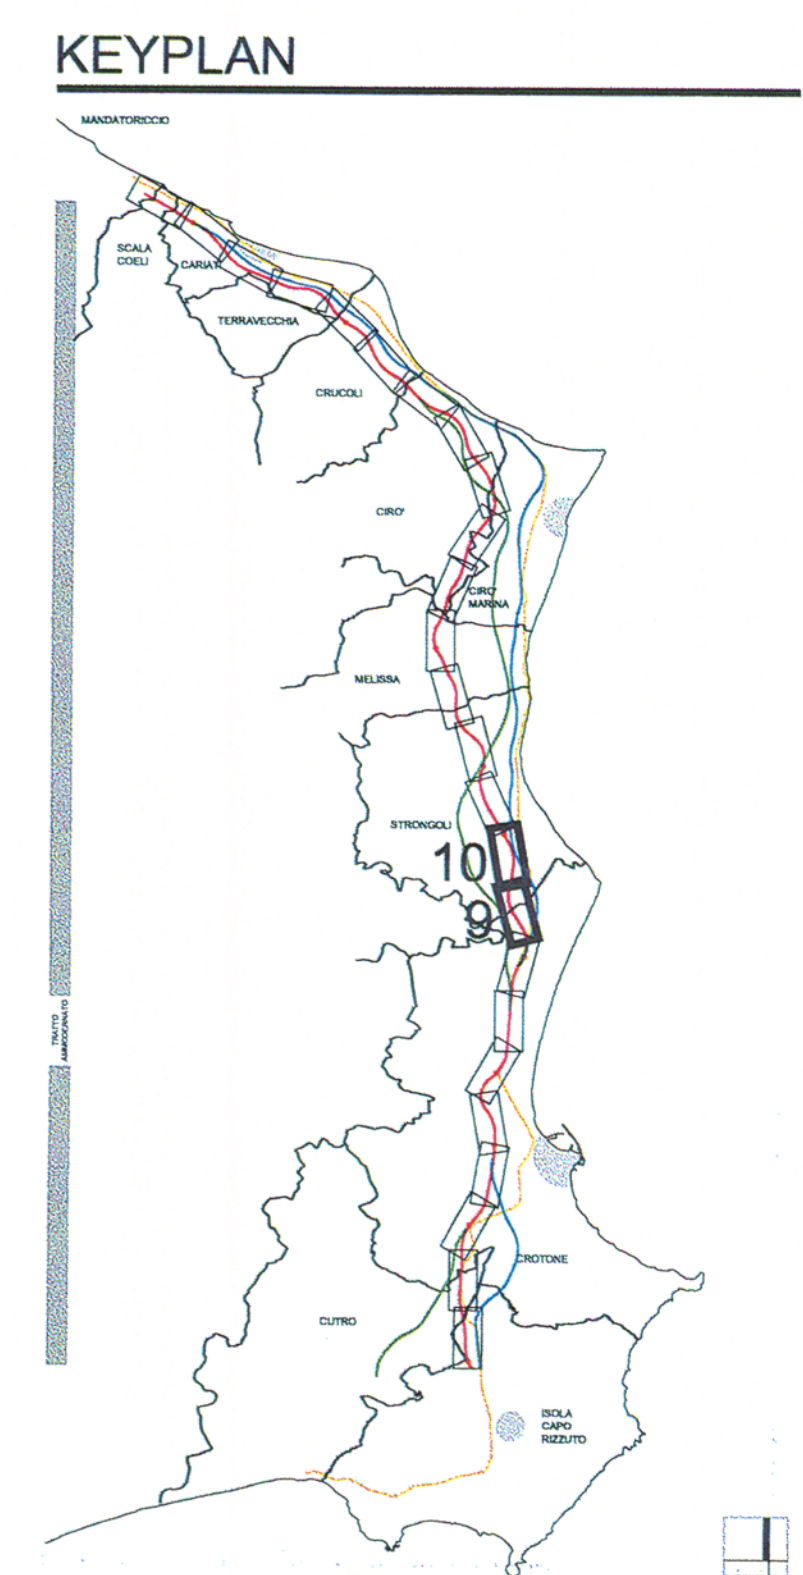 KEYPLAN
MANDATORICCIO
SCALA
COELI
CARIATI
TERRAVECCHIA
CRUCOLI
CIRO'
CIRO'
MARINA
MELISSA
STRONGOLI
10
9
TRATTO
AMMODERNATO
CROTONE
CUTRO
ISOLA
CAPO
RIZZUTO